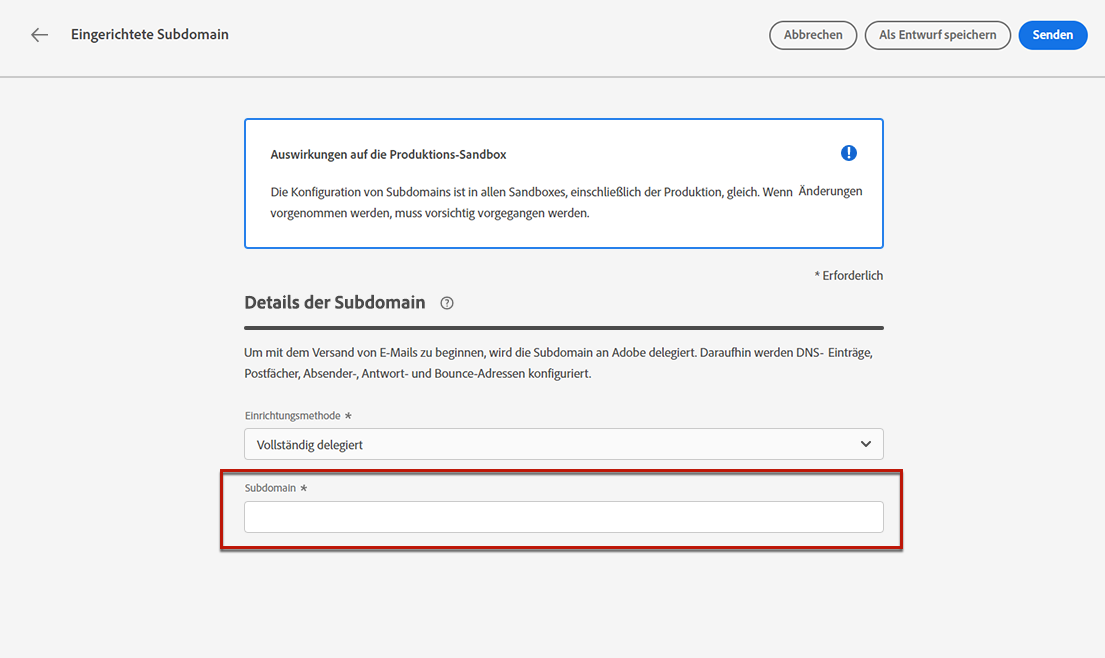 Eingerichtete Subdomain
Abbrechen
Als Entwurf speichern
Senden
Auswirkungen auf die Produktions-Sandbox
Die Konfiguration von Subdomains ist in allen Sandboxes, einschließlich der Produktion, gleich. Wenn Änderungen
vorgenommen werden, muss vorsichtig vorgegangen werden.
* Erforderlich
Details der Subdomain
Um mit dem Versand von E-Mails zu beginnen, wird die Subdomain an Adobe delegiert. Daraufhin werden DNS- Einträge,
Postfächer, Absender-, Antwort- und Bounce-Adressen konfiguriert.
Einrichtungsmethode *
Vollständig delegiert
Subdomain *